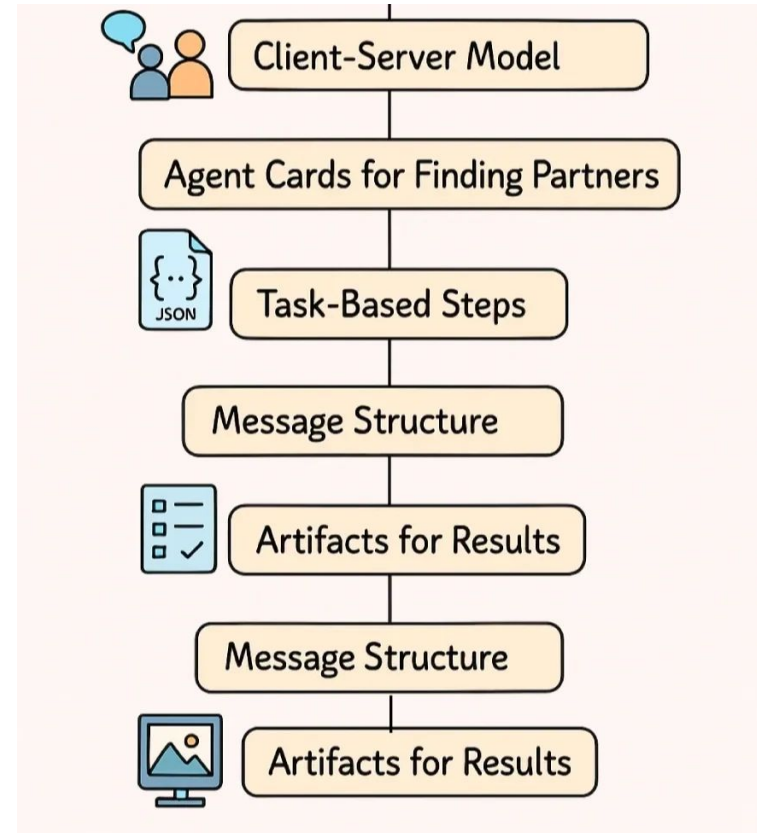 Client-Server Model
Agent Cards for Finding Partners
{..}
JSON
Task-Based Steps
Message Structure
Artifacts for Results
Message Structure
Artifacts for Results